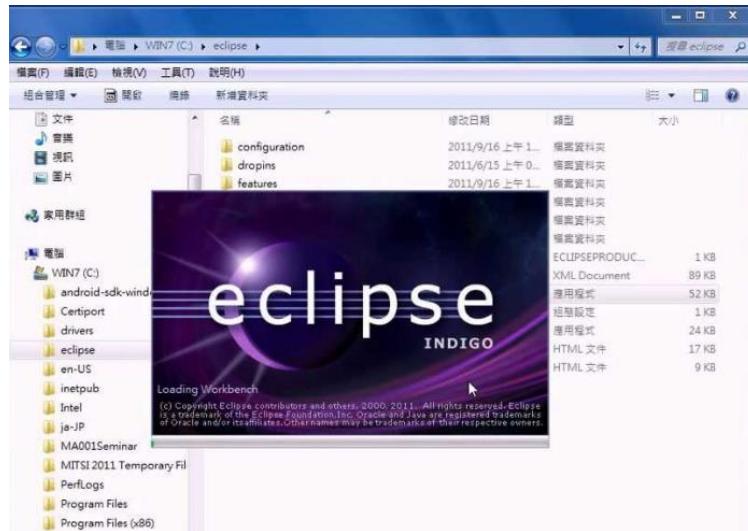 電腦 ▸ WIN7 (C:) ▸ eclipse ▸
搜尋 eclipse
檔案(F) 編輯(E) 檢視(V) 工具(T) 說明(H)
組合管理 開啟 燒錄 新增資料夾
文件
音樂
視訊
圖片
家用群組
電腦
WIN7 (C:)
android-sdk-wind
Certiport
drivers
eclipse
en-US
inetpub
Intel
ja-JP
MA001Seminar
MITSI 2011 Temporary Fil
PerfLogs
Program Files
Program Files (x86)
名稱 修改日期 類型 大小
configuration 2011/9/16 上午 1... 檔案資料夾
dropins 2011/6/15 上午 0... 檔案資料夾
features 2011/9/16 上午 1... 檔案資料夾
檔案資料夾
檔案資料夾
檔案資料夾
ECLIPSEPRODUC... 1 KB
XML Document 89 KB
應用程式 52 KB
組態設定 1 KB
應用程式 24 KB
HTML 文件 17 KB
HTML 文件 9 KB
eclipse
INDIGO
Loading Workbench
(c) Copyright Eclipse contributors and others, 2000, 2011. All rights reserved. Eclipse
is a trademark of the Eclipse Foundation,Inc. Oracle and Java are registered trademarks
of Oracle and/or itsaffiliates.Other names may be trademarks of their respective owners.